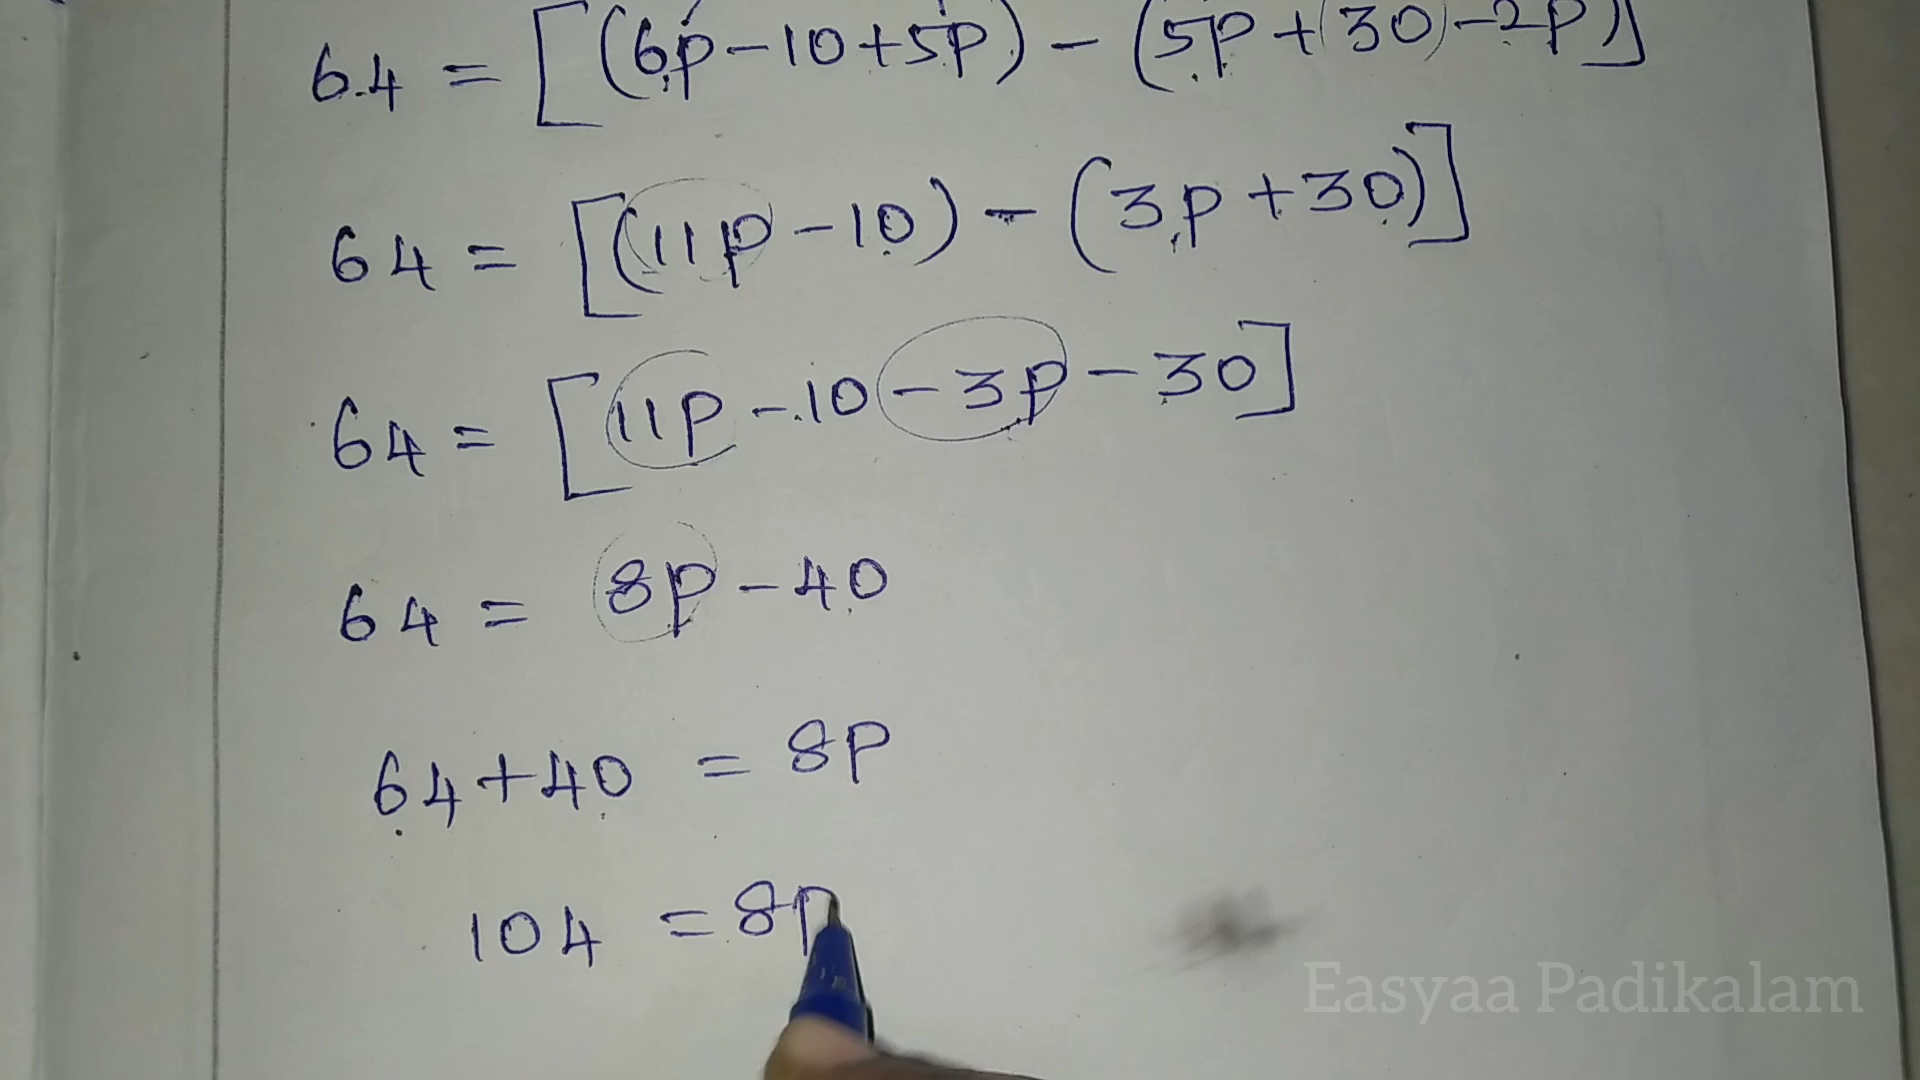 64 = [(6p-10+5p) - (5p+(30)-2p)]
64 = [(11p-10) - (3p+30)]
64 = [11p-10-3p-30]
64 = 8p-40
64+40 = 8p
104 = 8p
Easyaa Padikalam